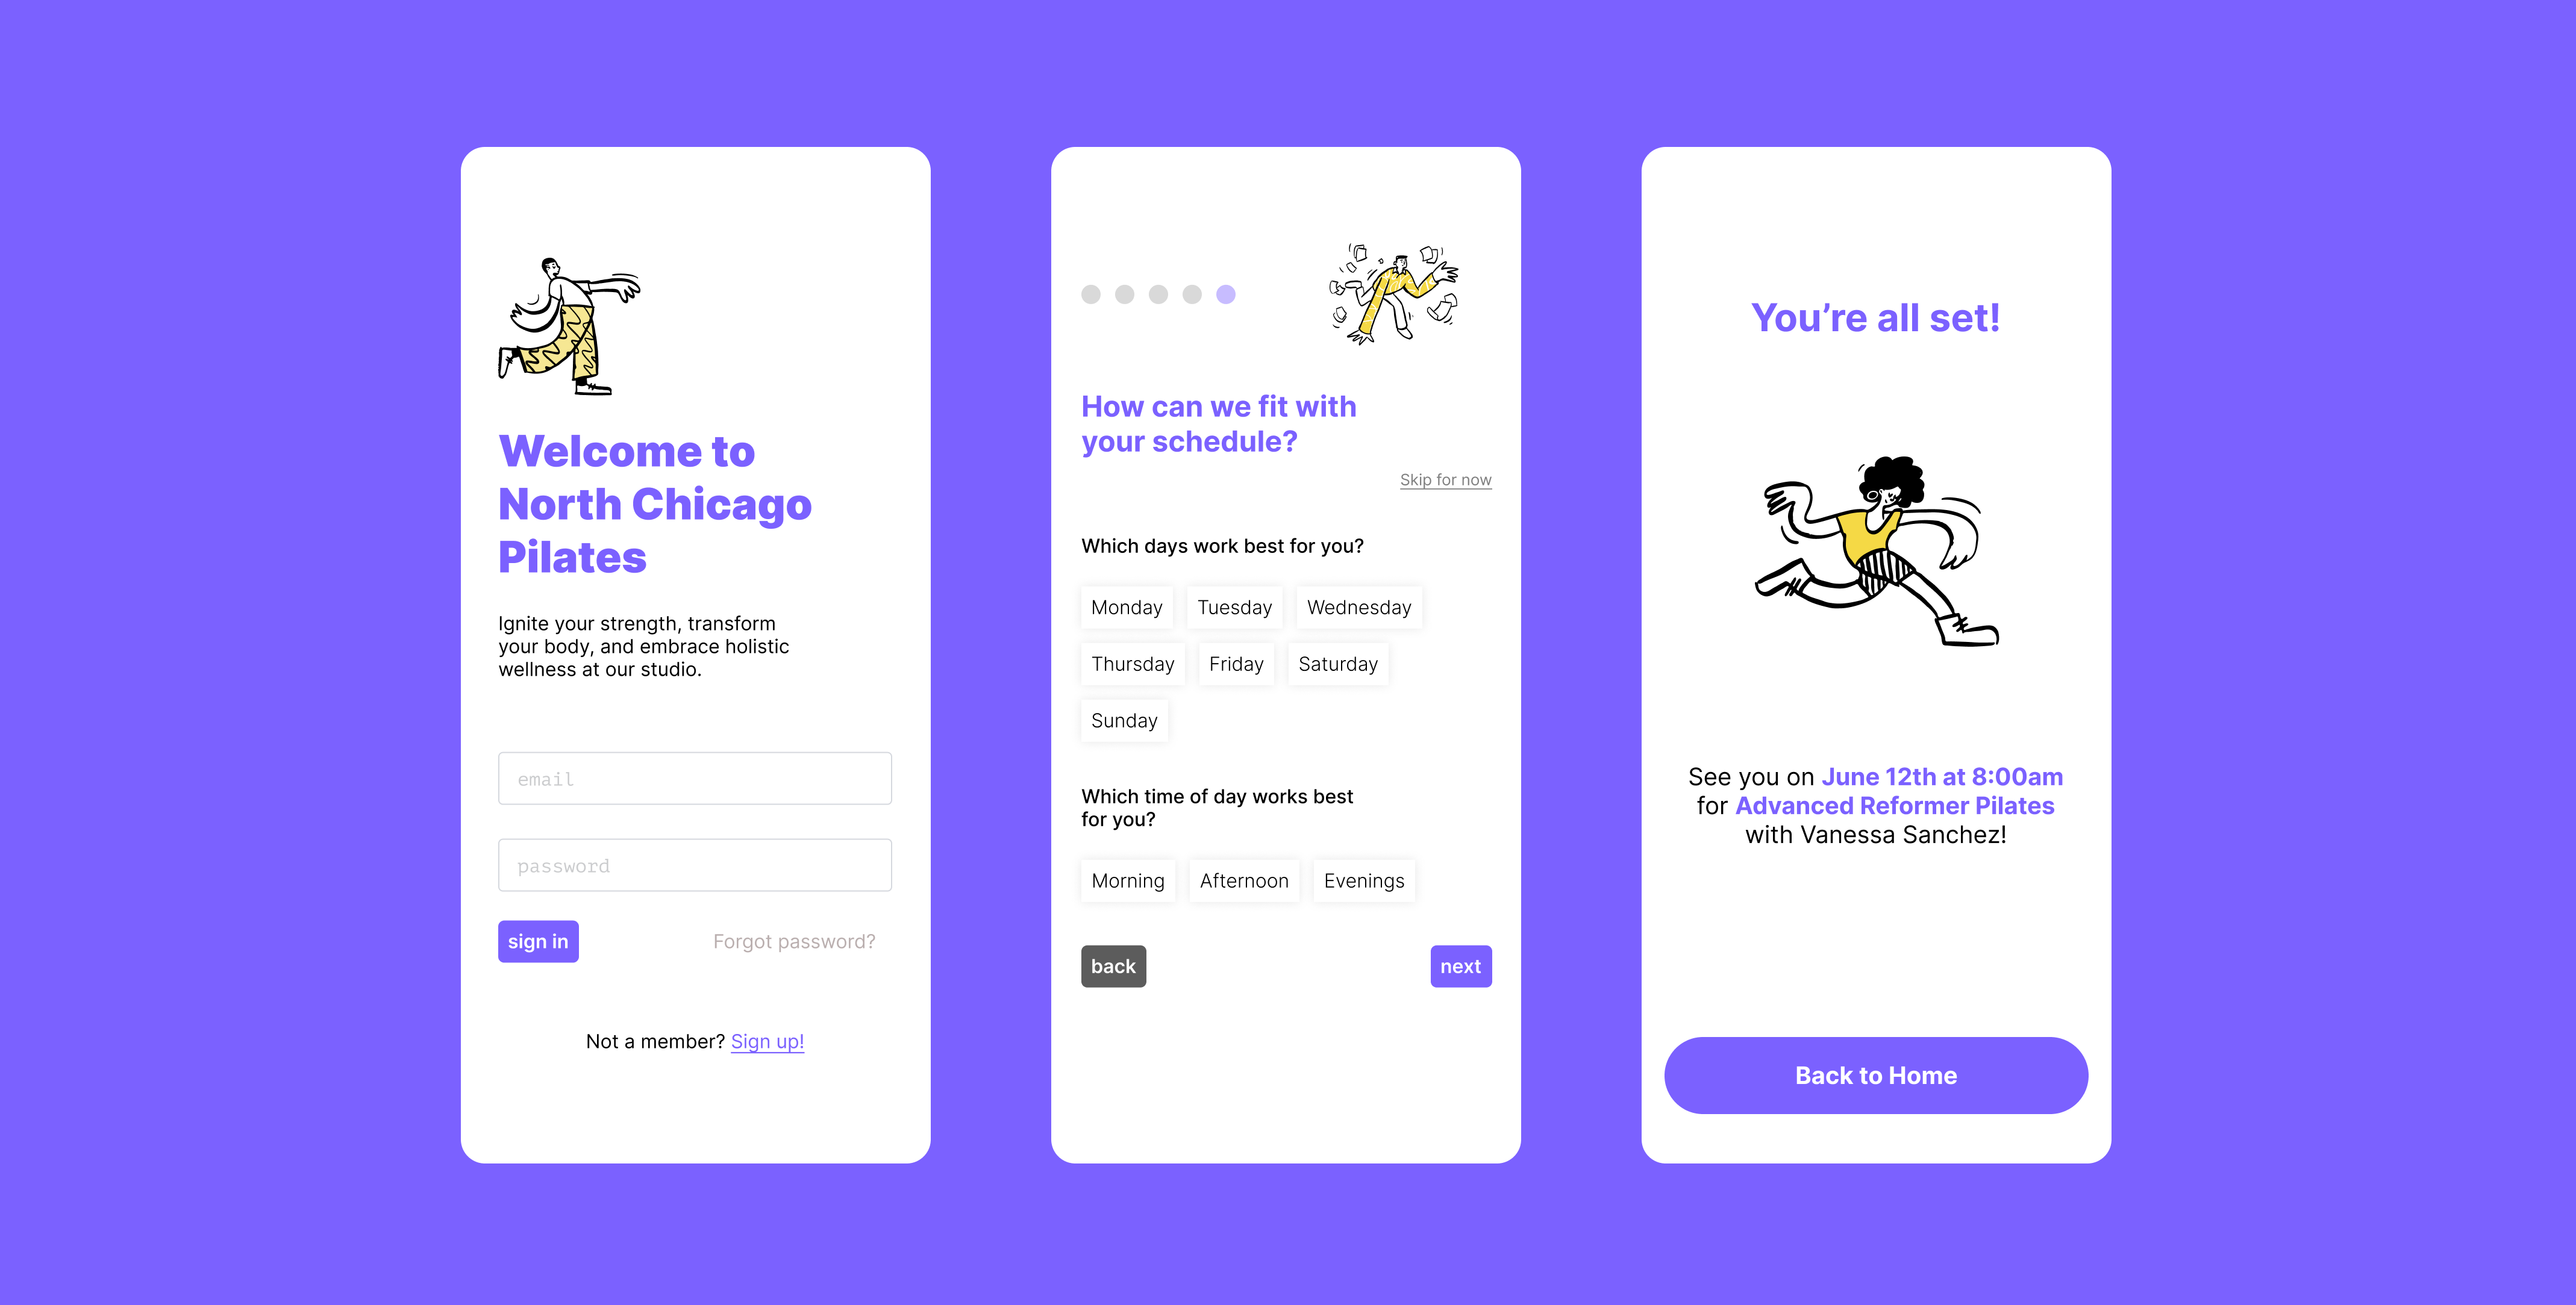 Welcome to
North Chicago
Pilates
Ignite your strength, transform
your body, and embrace holistic
wellness at our studio.
email
password
sign in
Forgot password?
Not a member? Sign up!
How can we fit with
your schedule?
Skip for now
Which days work best for you?
Monday Tuesday Wednesday
Thursday Friday Saturday
Sunday
Which time of day works best
for you?
Morning Afternoon Evenings
back next
You’re all set!
See you on June 12th at 8:00am
for Advanced Reformer Pilates
with Vanessa Sanchez!
Back to Home